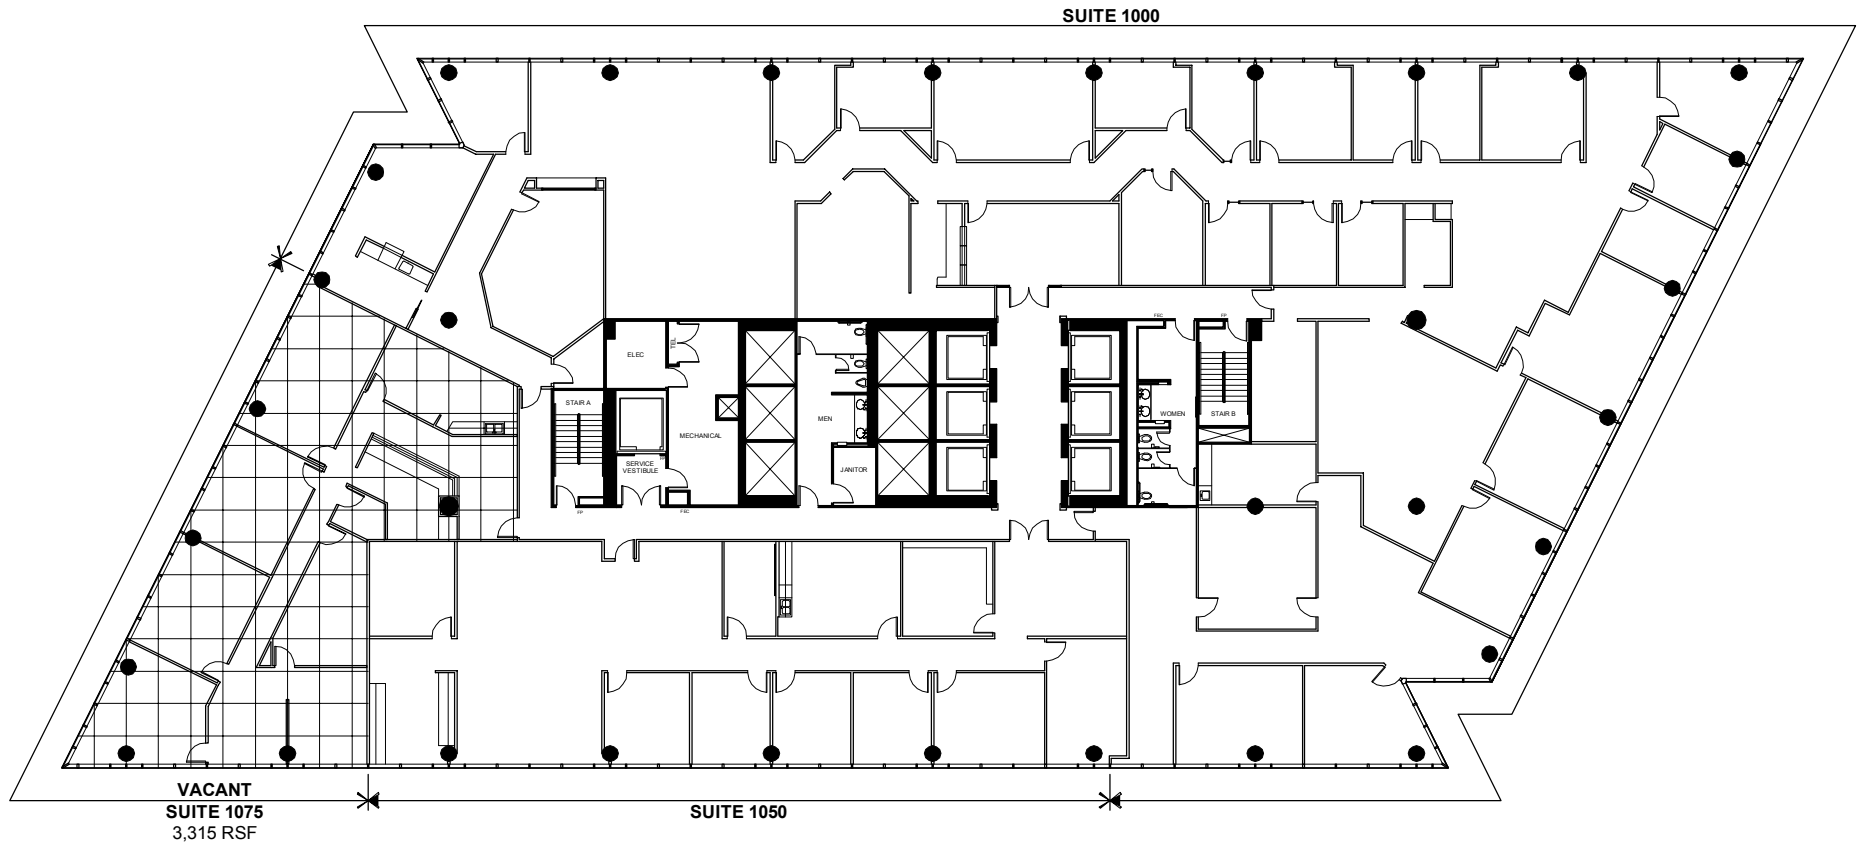 SUITE 1000
FEC
FP
TEL
ELEC
STAIR A
MEN
WOMEN
STAIR B
MECHANICAL
SERVICE
VESTIBULE
JANITOR
FP
FEC
VACANT
SUITE 1075
3,315 RSF
SUITE 1050